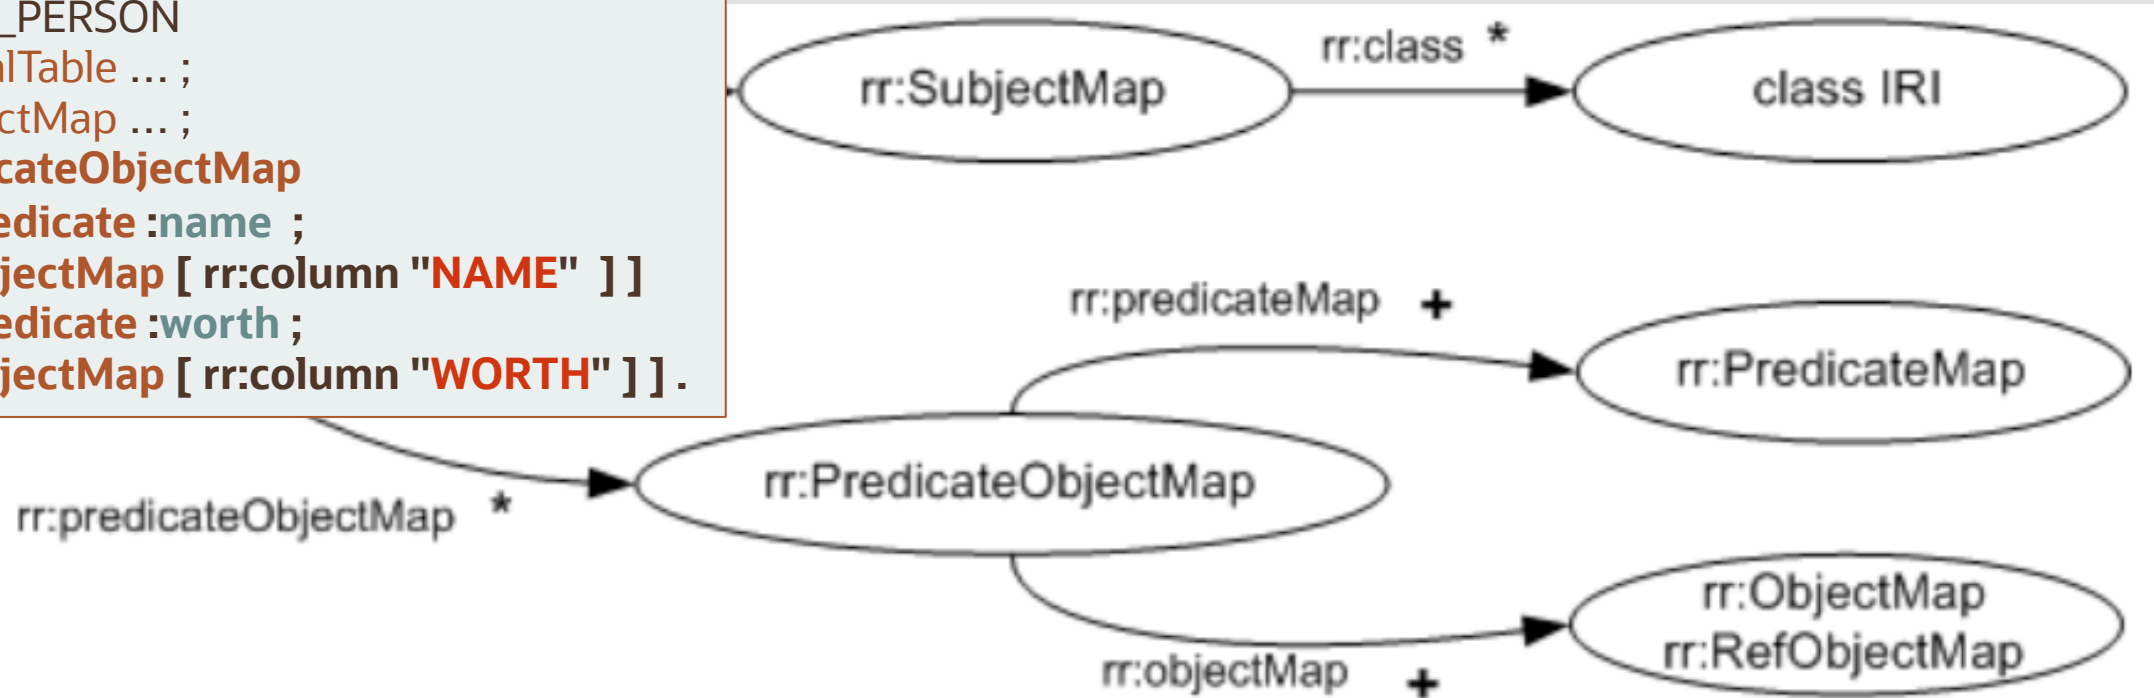 _PERSON
alTable ... ;
ctMap ... ;
cateObjectMap
edicate :name ;
jectMap [ rr:column "NAME" ] ]
edicate :worth ;
jectMap [ rr:column "WORTH" ] ] .
rr:SubjectMap
rr:class *
class IRI
rr:predicateMap +
rr:PredicateMap
rr:predicateObjectMap *
rr:PredicateObjectMap
rr:objectMap +
rr:ObjectMap
rr:RefObjectMap